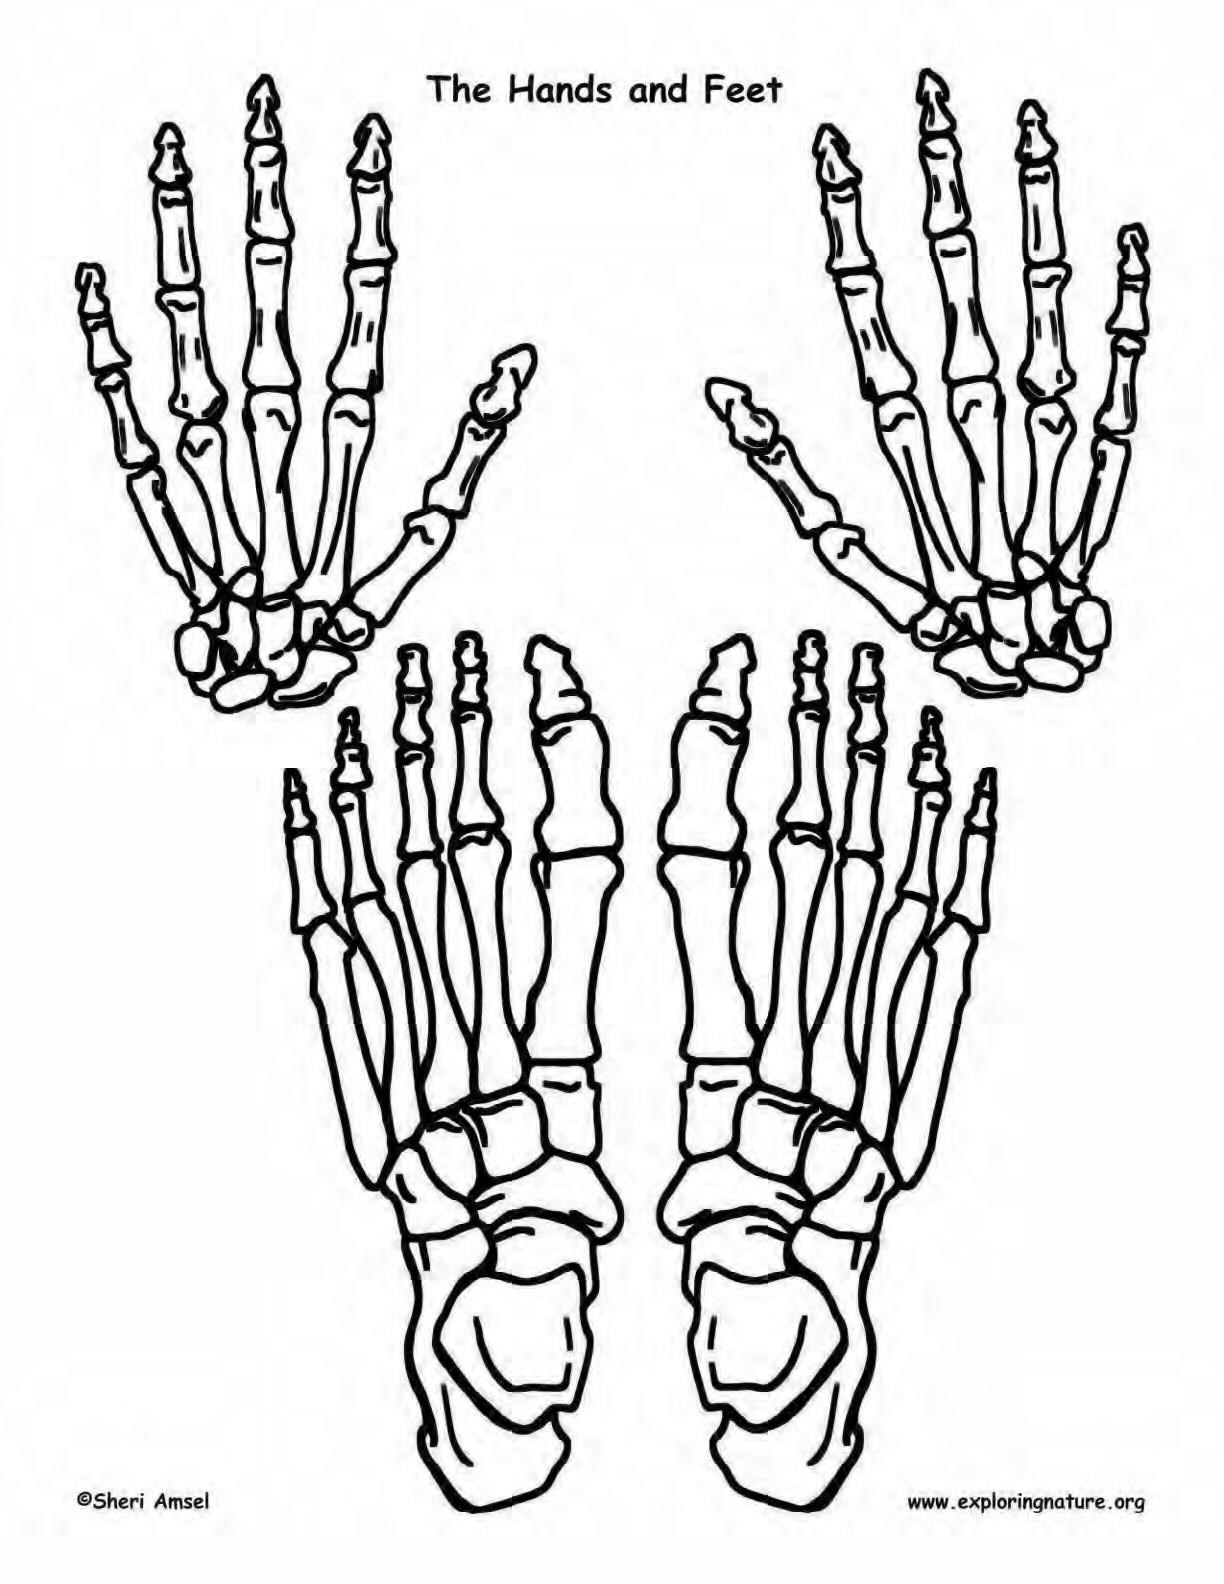 The Hands and Feet
©Sheri Amsel
www.exploringnature.org